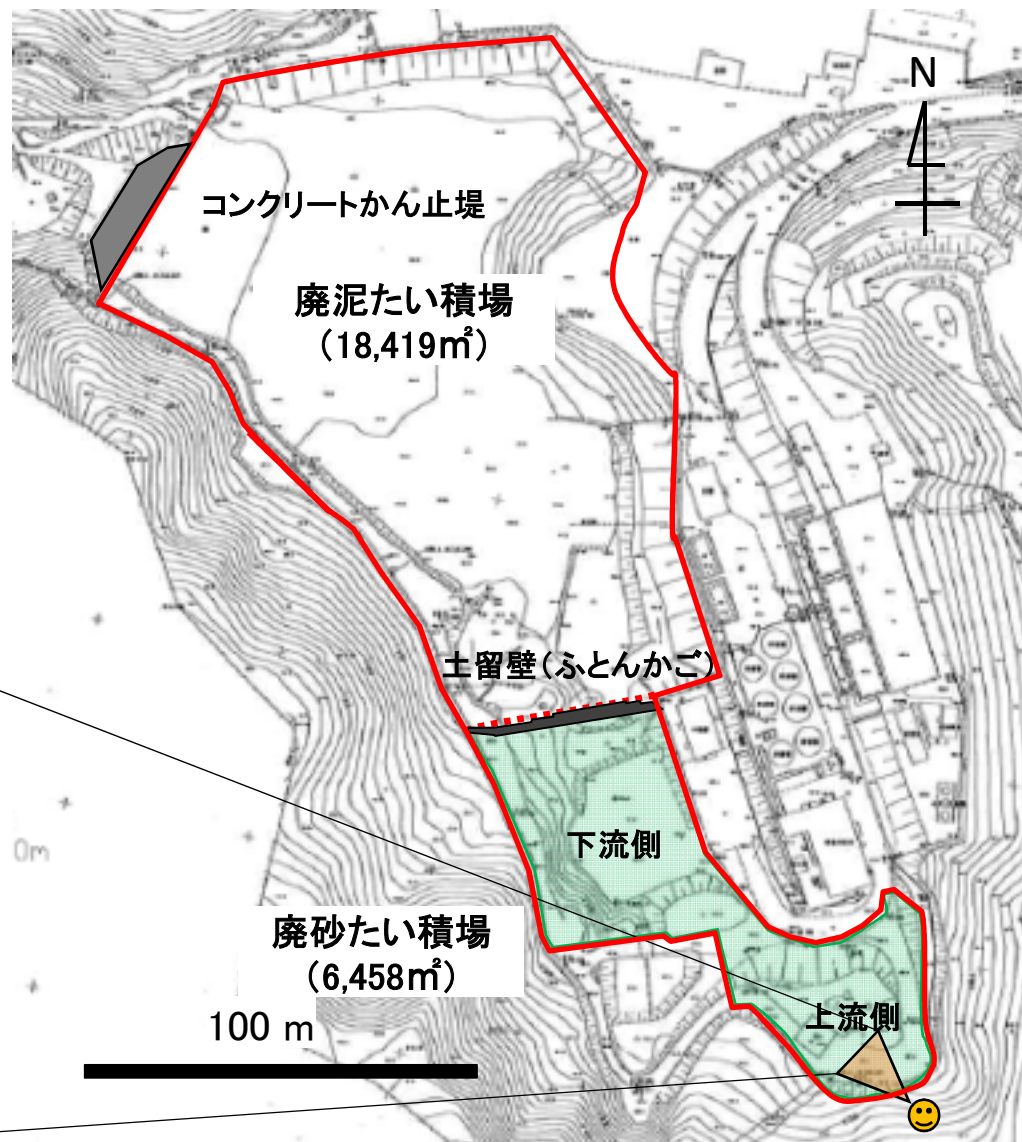 N
コンクリートかん止堤
廃泥たい積場
（18,419㎡）
土留壁（ふとんかご）
下流側
0m
廃砂たい積場
（6,458㎡）
上流側
100 m